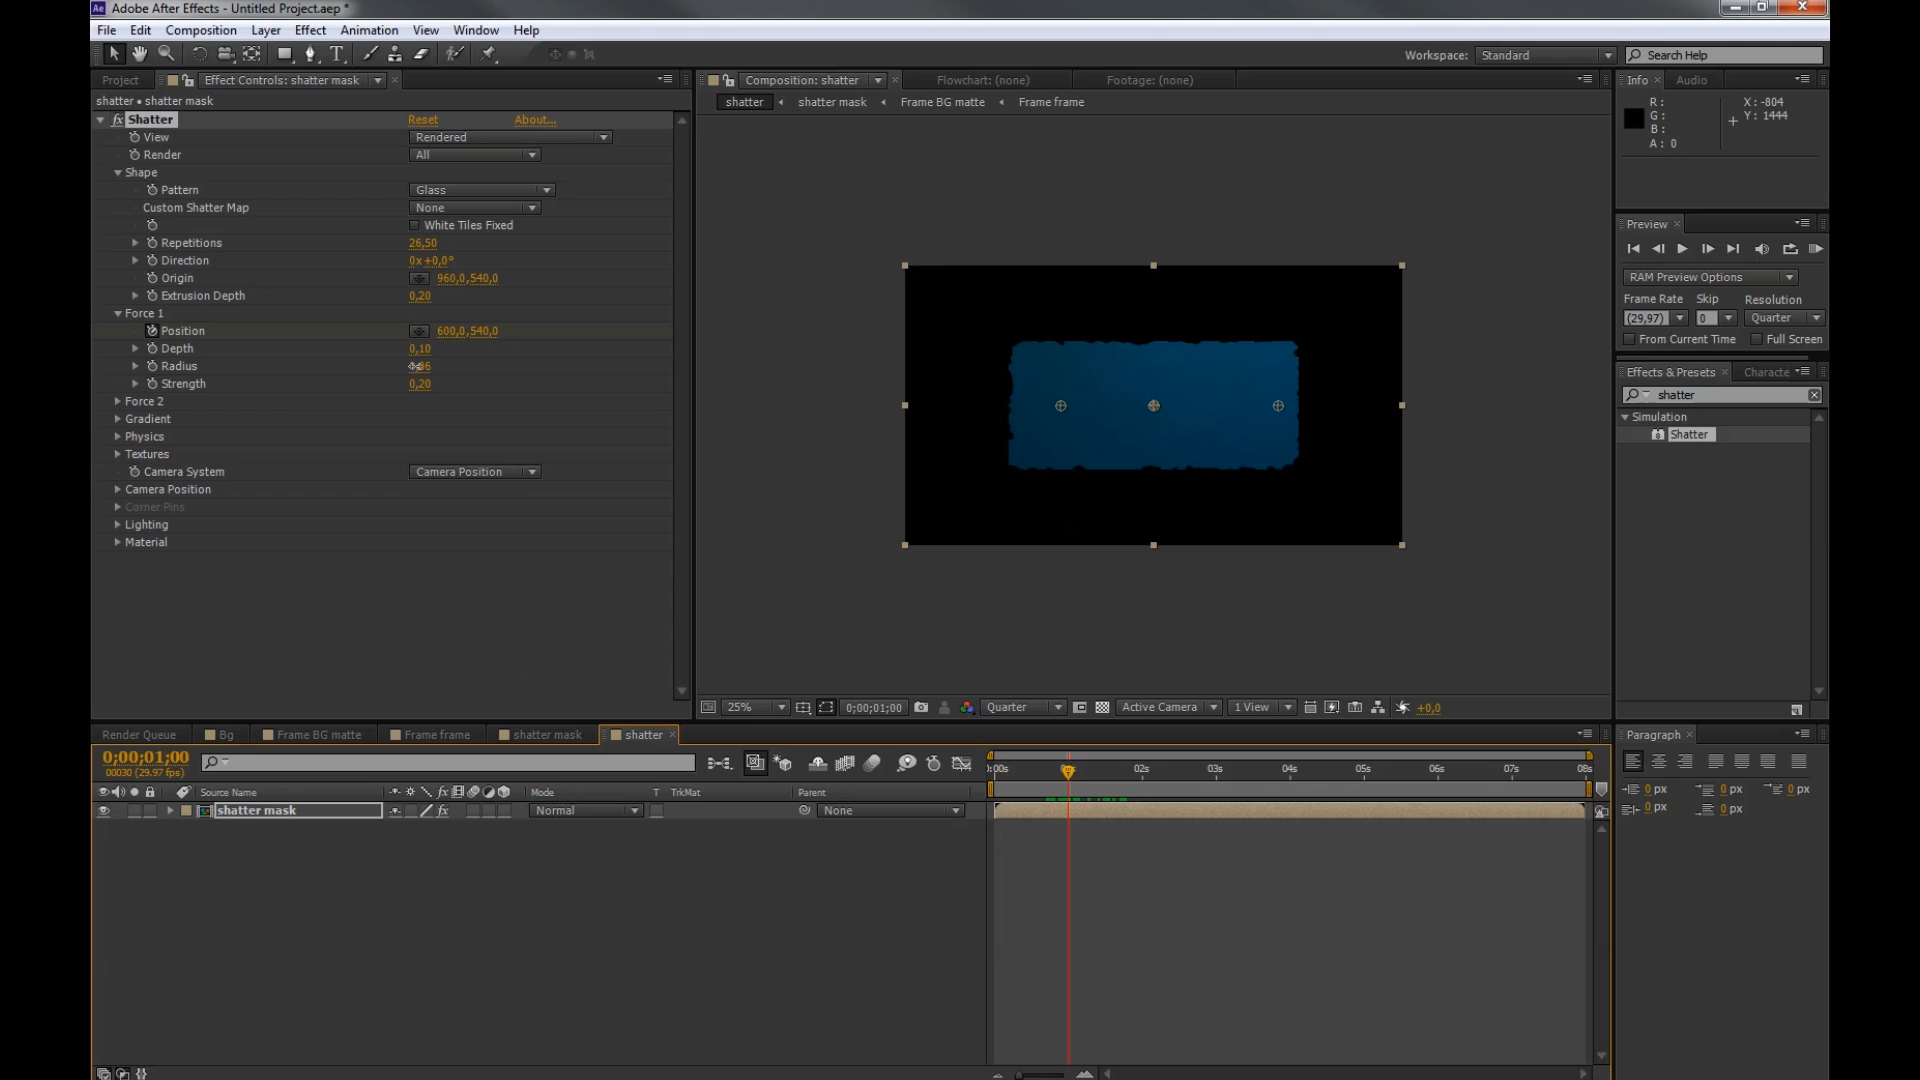 Ae Adobe After Effects - Untitled Project.aep *
File Edit Composition Layer Effect Animation View Window Help
Workspace: Standard Search Help
Project Effect Controls: shatter mask Composition: shatter Flowchart: (none) Footage: (none) Info Audio
shatter • shatter mask
shatter shatter mask Frame BG matte Frame frame
R : X : -804
G : Y : 1444
B :
A : 0
fx Shatter Reset About...
View Rendered
Render All
Shape
Pattern Glass
Custom Shatter Map None
White Tiles Fixed
Repetitions 26,50
Direction 0x+0,0°
Origin 960,0,540,0
Extrusion Depth 0,20
Force 1
Position 600,0,540,0
Depth 0,10
Radius
Strength 0,20
Force 2
Gradient
Physics
Textures
Camera System Camera Position
Camera Position
Corner Pins
Lighting
Material
Preview
RAM Preview Options
Frame Rate Skip Resolution
(29,97) 0 Quarter
From Current Time Full Screen
Effects & Presets Characte
shatter
Simulation
Shatter
25% 0;00;01;00 Quarter Active Camera 1 View +0,0
Render Queue Bg Frame BG matte Frame frame shatter mask shatter
0;00;01;00
00030 (29.97 fps)
02s 03s 04s 05s 06s 07s 08s
Source Name fx Mode T TrkMat Parent
shatter mask fx Normal None
Paragraph
0 px 0 px 0 px
0 px 0 px